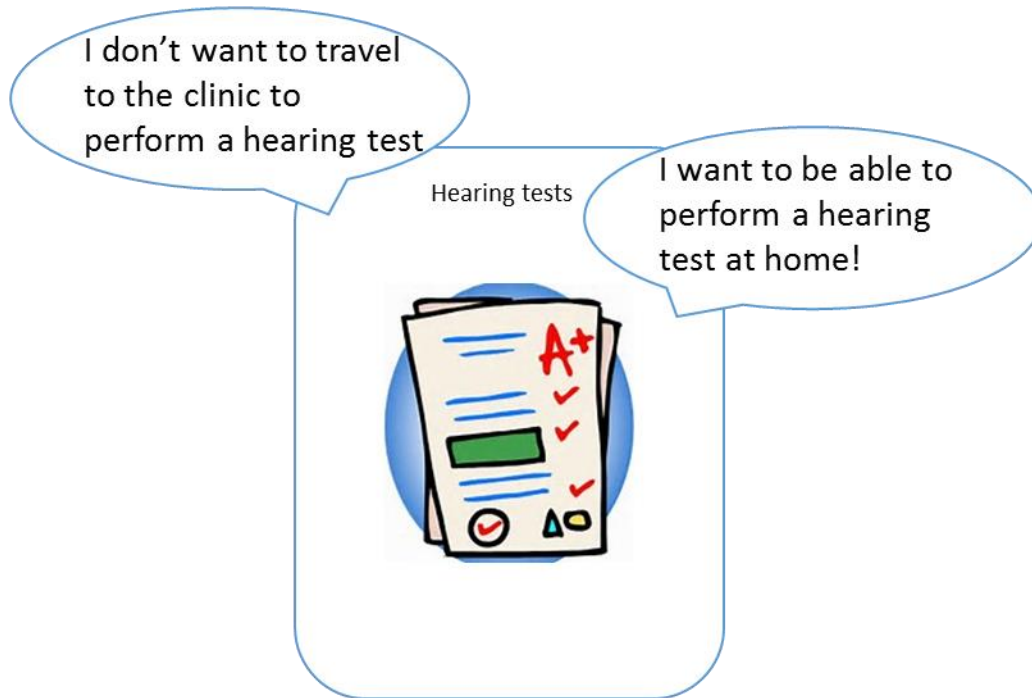 I don’t want to travel
to the clinic to
perform a hearing test
Hearing tests
I want to be able to
perform a hearing
test at home!
A+